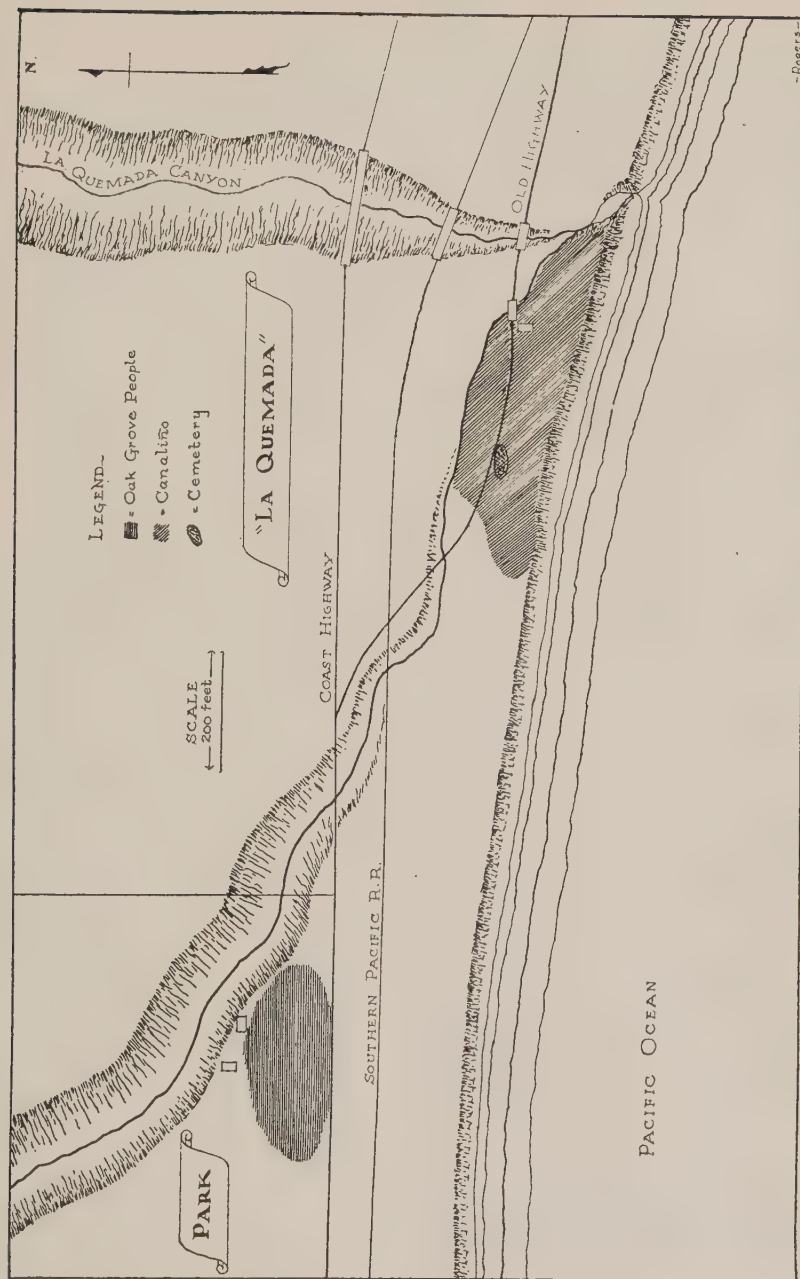 N.
LA QUEMADA CANYON
LEGEND~
= Oak Grove People
= Canaliño
= Cemetery
"LA QUEMADA"
SCALE
200 feet
COAST HIGHWAY
OLD HIGHWAY
SOUTHERN PACIFIC R.R.
PARK
PACIFIC OCEAN
-Rogers-